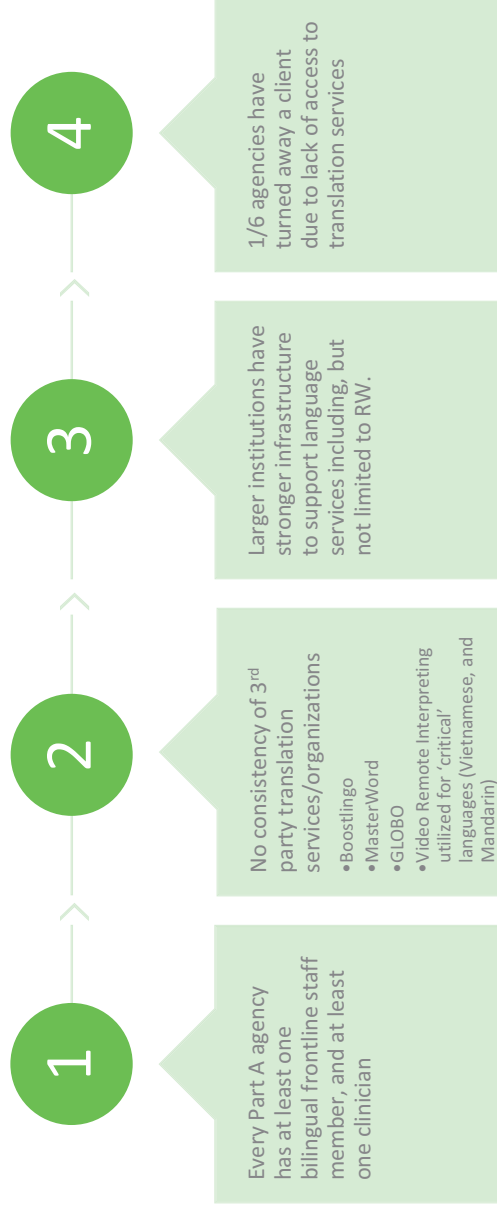 1
Every Part A agency
has at least one
bilingual frontline staff
member, and at least
one clinician
2
No consistency of 3rd
party translation
services/organizations
•Boostlingo
•MasterWord
•GLOBO
•Video Remote Interpreting
utilized for ‘critical’
languages (Vietnamese, and
Mandarin)
3
Larger institutions have
stronger infrastructure
to support language
services including, but
not limited to RW.
4
1/6 agencies have
turned away a client
due to lack of access to
translation services